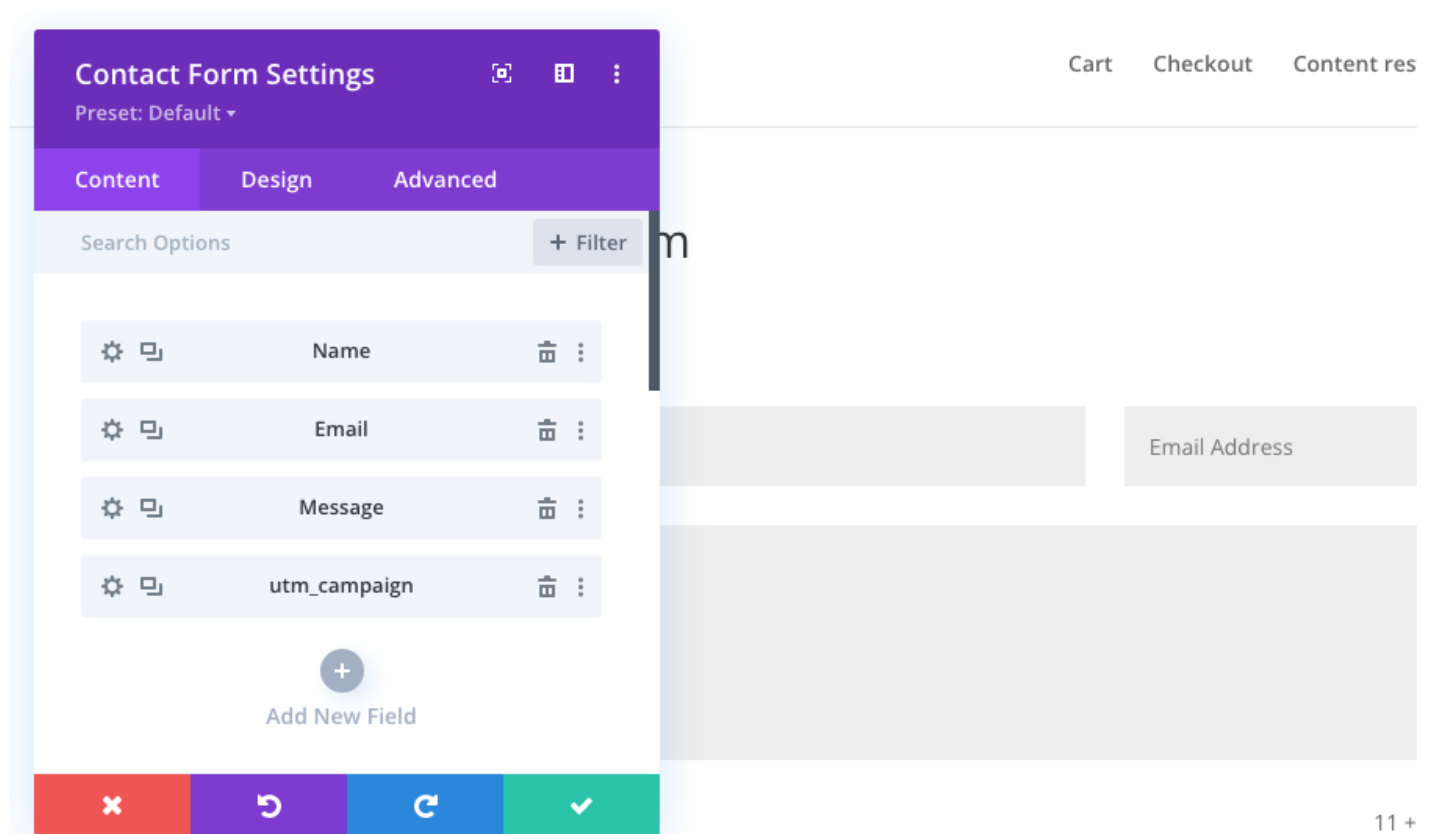 Contact Form Settings
Preset: Default
Content Design Advanced
Search Options
+ Filter
Name
Email
Message
utm_campaign
Add New Field
Cart Checkout Content res
m
Email Address
11 +